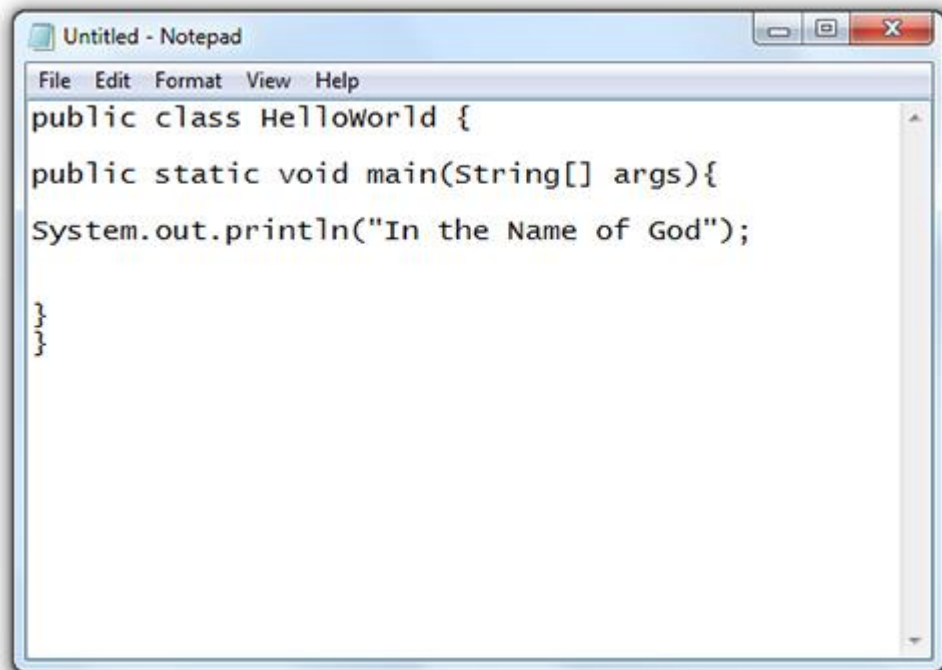 Untitled - Notepad
File Edit Format View Help
public class HelloWorld {
public static void main(String[] args){
System.out.println("In the Name of God");
}
}